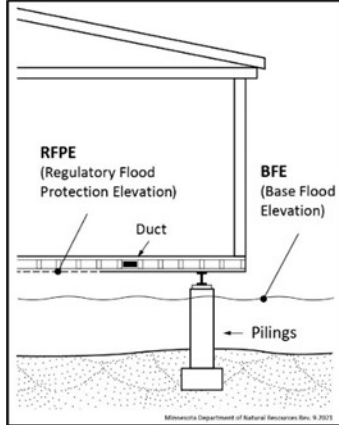 RFPE
(Regulatory Flood
Protection Elevation)
BFE
(Base Flood
Elevation)
Duct
Pilings
Minnesota Department of Natural Resources Rev. 9.2021